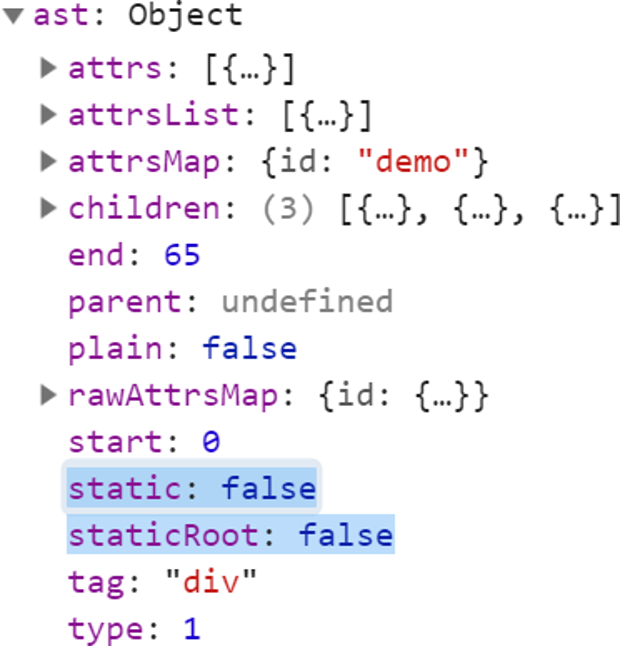 ▼ ast: Object
▶ attrs: [{…}]
▶ attrsList: [{…}]
▶ attrsMap: {id: "demo"}
▶ children: (3) [{…}, {…}, {…}]
end: 65
parent: undefined
plain: false
▶ rawAttrsMap: {id: {…}}
start: 0
static: false
staticRoot: false
tag: "div"
type: 1